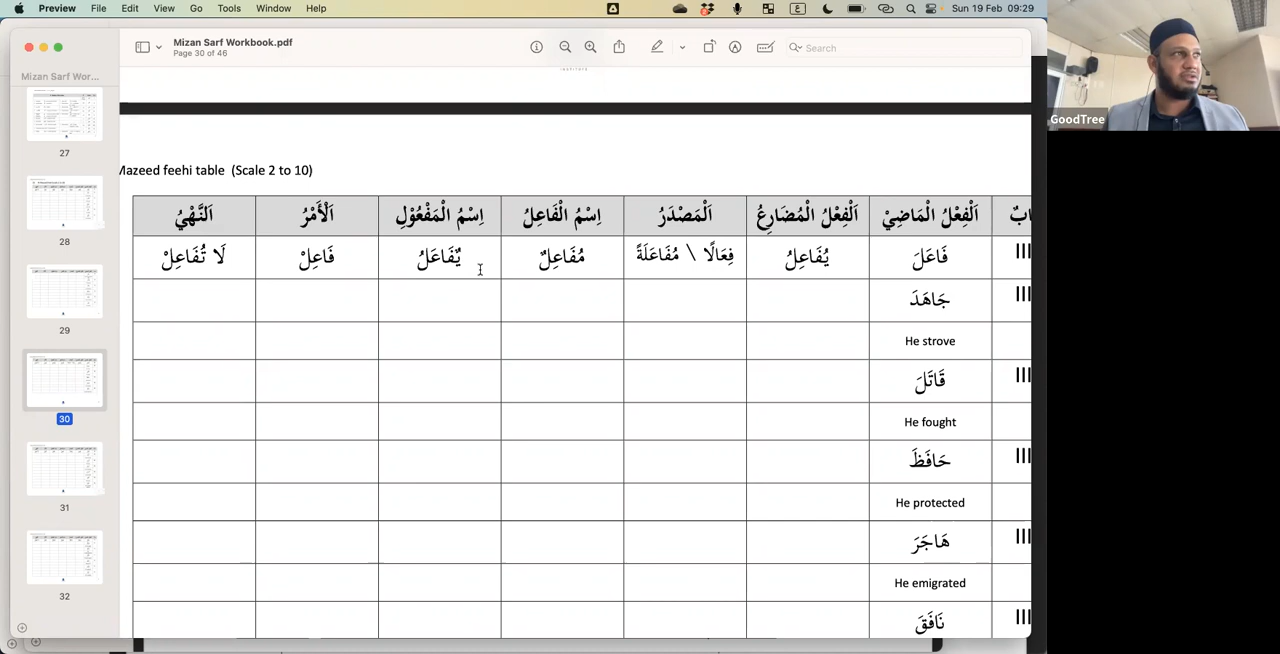 Preview File Edit View Go Tools Window Help Sun 19 Feb 09:29
Mizan Sarf Workbook.pdf
Page 30 of 46
Search
Mizan Sarf Wor...
27
28
29
30
31
32
GoodTree
Mazeed feehi table (Scale 2 to 10)
اَلْفِعْلُ الْمَاضِيْ اَلْفِعْلُ الْمُضَارِعُ اَلْمَصْدَرُ اِسْمُ الْفَاعِلُ اِسْمُ الْمَفْعُوْلِ اَلْأَمْرُ اَلنَّهْيُ
III فَاعَلَ يُفَاعِلُ فِعَالًا \ مُفَاعَلَةً مُفَاعِلٌ يٌفَاعَلُ فَاعِلْ لَا تُفَاعِلْ
III جَاهَدَ
He strove
III قَاتَلَ
He fought
III حَافَظَ
He protected
III هَاجَرَ
He emigrated
III نَافَقَ